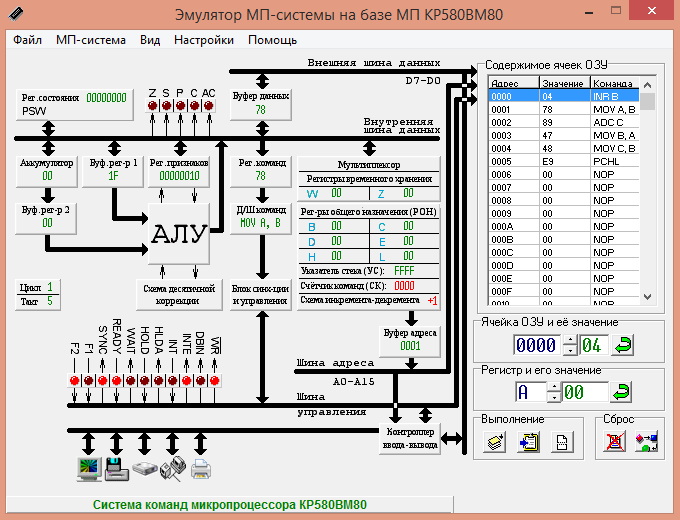 Эмулятор МП-системы на базе МП КР580ВМ80
Файл МП-система Вид Настройки Помощь
Внешняя шина данных
D7-D0
Z S P C AC
Рег.состояния 00000000
PSW
Буфер данных
78
Внутренняя
шина данных
Аккумулятор
00
Буф.рег-р 1
1F
Рег.признаков
00000010
Рег.команд
78
Мультиплексор
Регистры временного хранения
W 00 Z 00
Рег-ры общего назначения (РОН)
B 00 C 00
D 00 E 00
H 00 L 00
Указатель стека (УС): FFFF
Счётчик команд (СК): 0000
Схема инкремента-декремента +1
Буф.рег-р 2
00
АЛУ
Д/Ш команд
MOV A, B
Цикл 1
Такт 5
Схема десятичной
коррекции
Блок синх-ции
и управления
Буфер адреса
0001
F2 F1 SYNC READY WAIT HOLD HLDA INT INTE DBIN WR
Шина адреса
A0-A15
Шина
управления
Контроллер
ввода-вывода
Содержимое ячеек ОЗУ
Адрес Значение Команда
0000 04 INR B
0001 78 MOV A, B
0002 89 ADC C
0003 47 MOV B, A
0004 48 MOV C, B
0005 E9 PCHL
0006 00 NOP
0007 00 NOP
0008 00 NOP
0009 00 NOP
000A 00 NOP
000B 00 NOP
000C 00 NOP
000D 00 NOP
000E 00 NOP
000F 00 NOP
0010 00 NOP
Ячейка ОЗУ и её значение
0000 04
Регистр и его значение
A 00
Выполнение
Сброс
Система команд микропроцессора КР580ВМ80